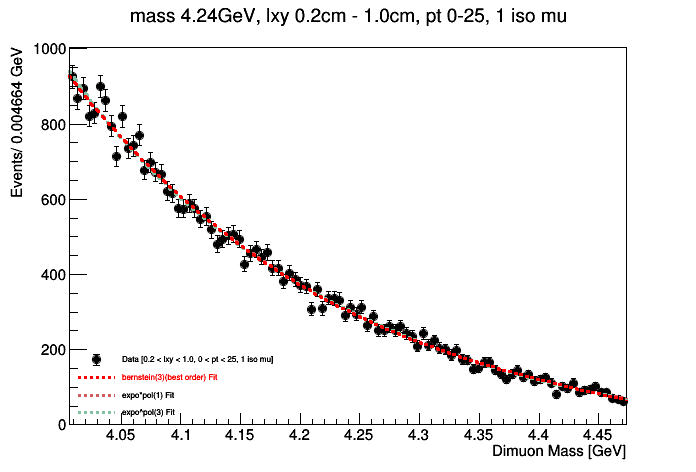 mass 4.24GeV, lxy 0.2cm - 1.0cm, pt 0-25, 1 iso mu
Events/ 0.004664 GeV
1000
800
600
400
200
0
Data [0.2 < lxy < 1.0, 0 < pt < 25, 1 iso mu]
bernstein(3)(best order) Fit
expo*pol(1) Fit
expo^pol(3) Fit
4.05 4.1 4.15 4.2 4.25 4.3 4.35 4.4 4.45
Dimuon Mass [GeV]